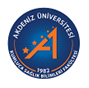 AKDENİZ ÜNİVERSİTESİ
1982
KUMLUCA SAĞLIK BİLİMLERİ FAKÜLTESİ